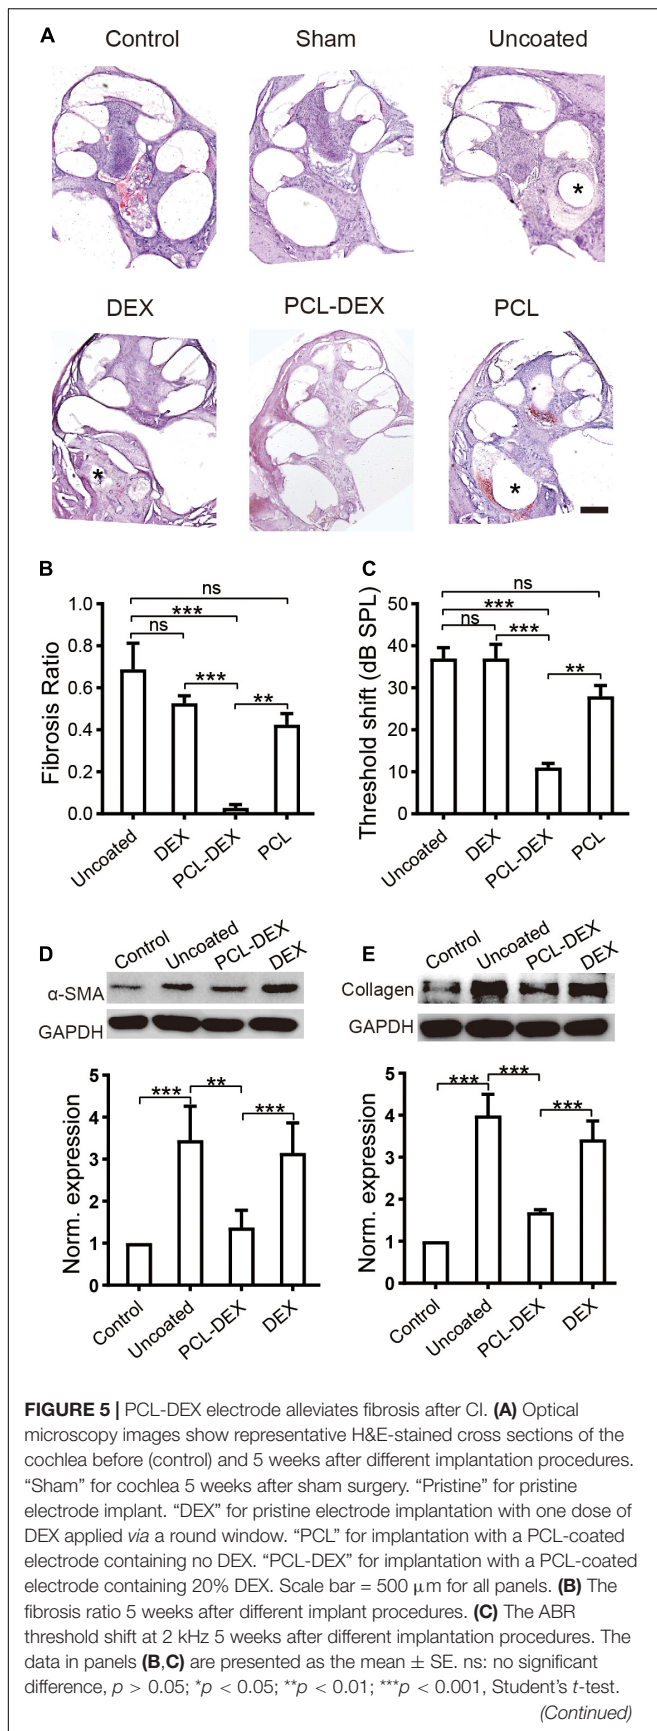 A
Control Sham Uncoated
*
DEX PCL-DEX PCL
* *
B
ns
***
ns
***
**
Fibrosis Ratio
1.0
0.8
0.6
0.4
0.2
0.0
Uncoated DEX PCL-DEX PCL
C
ns
***
ns
***
**
Threshold shift (dB SPL)
50
40
30
20
10
0
Uncoated DEX PCL-DEX PCL
D
Control Uncoated PCL-DEX DEX
α-SMA
GAPDH
*** ** ***
Norm. expression
5
4
3
2
1
0
Control Uncoated PCL-DEX DEX
E
Control Uncoated PCL-DEX DEX
Collagen
GAPDH
*** *** ***
Norm. expression
5
4
3
2
1
0
Control Uncoated PCL-DEX DEX
FIGURE 5 | PCL-DEX electrode alleviates fibrosis after CI. (A) Optical
microscopy images show representative H&E-stained cross sections of the
cochlea before (control) and 5 weeks after different implantation procedures.
“Sham” for cochlea 5 weeks after sham surgery. “Pristine” for pristine
electrode implant. “DEX” for pristine electrode implantation with one dose of
DEX applied via a round window. “PCL” for implantation with a PCL-coated
electrode containing no DEX. “PCL-DEX” for implantation with a PCL-coated
electrode containing 20% DEX. Scale bar = 500 μm for all panels. (B) The
fibrosis ratio 5 weeks after different implant procedures. (C) The ABR
threshold shift at 2 kHz 5 weeks after different implantation procedures. The
data in panels (B,C) are presented as the mean ± SE. ns: no significant
difference, p > 0.05; *p < 0.05; **p < 0.01; ***p < 0.001, Student’s t-test.
(Continued)